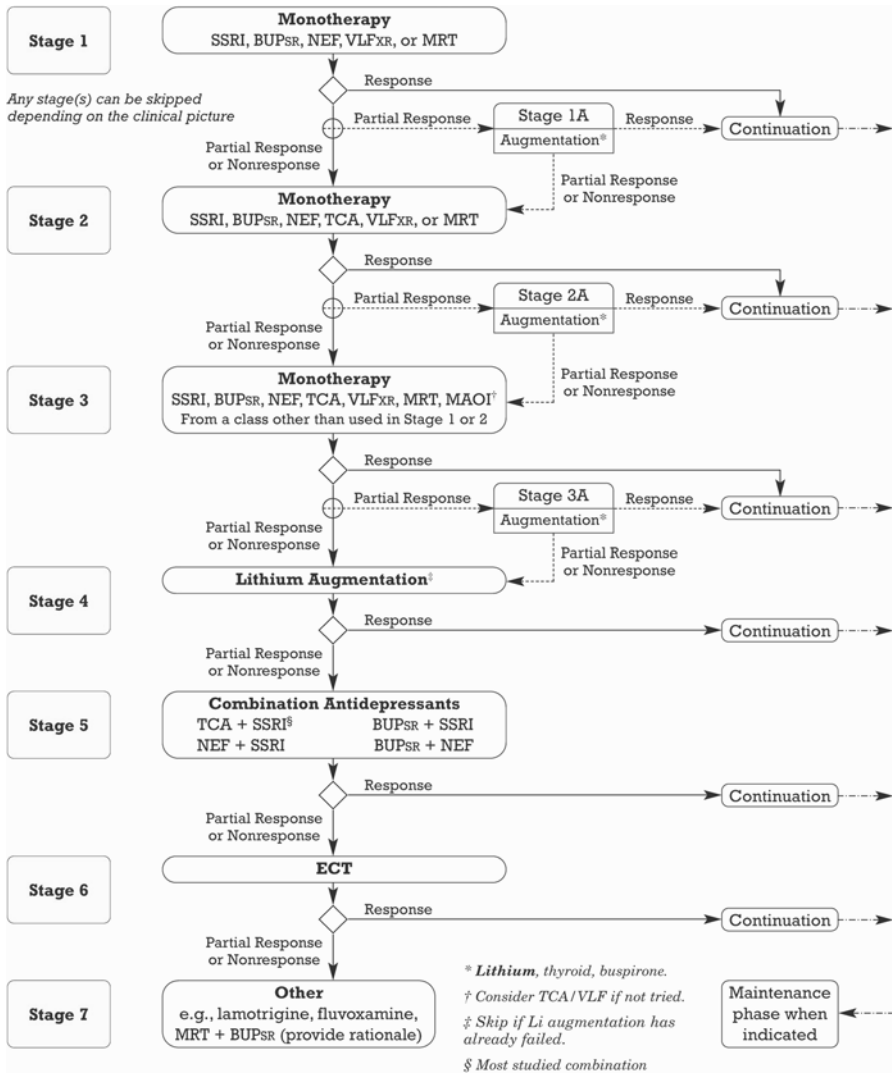 Stage 1
Monotherapy
SSRI, BUPSR, NEF, VLFXR, or MRT
Any stage(s) can be skipped
depending on the clinical picture
Response
Partial Response
Stage 1A
Augmentation*
Response
Continuation
Partial Response
or Nonresponse
Partial Response
or Nonresponse
Stage 2
Monotherapy
SSRI, BUPSR, NEF, TCA, VLFXR, or MRT
Response
Partial Response
Stage 2A
Augmentation*
Response
Continuation
Partial Response
or Nonresponse
Partial Response
or Nonresponse
Stage 3
Monotherapy
SSRI, BUPSR, NEF, TCA, VLFXR, MRT, MAOI†
From a class other than used in Stage 1 or 2
Response
Partial Response
Stage 3A
Augmentation*
Response
Continuation
Partial Response
or Nonresponse
Partial Response
or Nonresponse
Stage 4
Lithium Augmentation‡
Response
Continuation
Partial Response
or Nonresponse
Stage 5
Combination Antidepressants
TCA + SSRI§ BUPSR + SSRI
NEF + SSRI BUPSR + NEF
Response
Continuation
Partial Response
or Nonresponse
Stage 6
ECT
Response
Continuation
Partial Response
or Nonresponse
Stage 7
Other
e.g., lamotrigine, fluvoxamine,
MRT + BUPSR (provide rationale)
* Lithium, thyroid, buspirone.
† Consider TCA/VLF if not tried.
‡ Skip if Li augmentation has
already failed.
§ Most studied combination
Maintenance
phase when
indicated